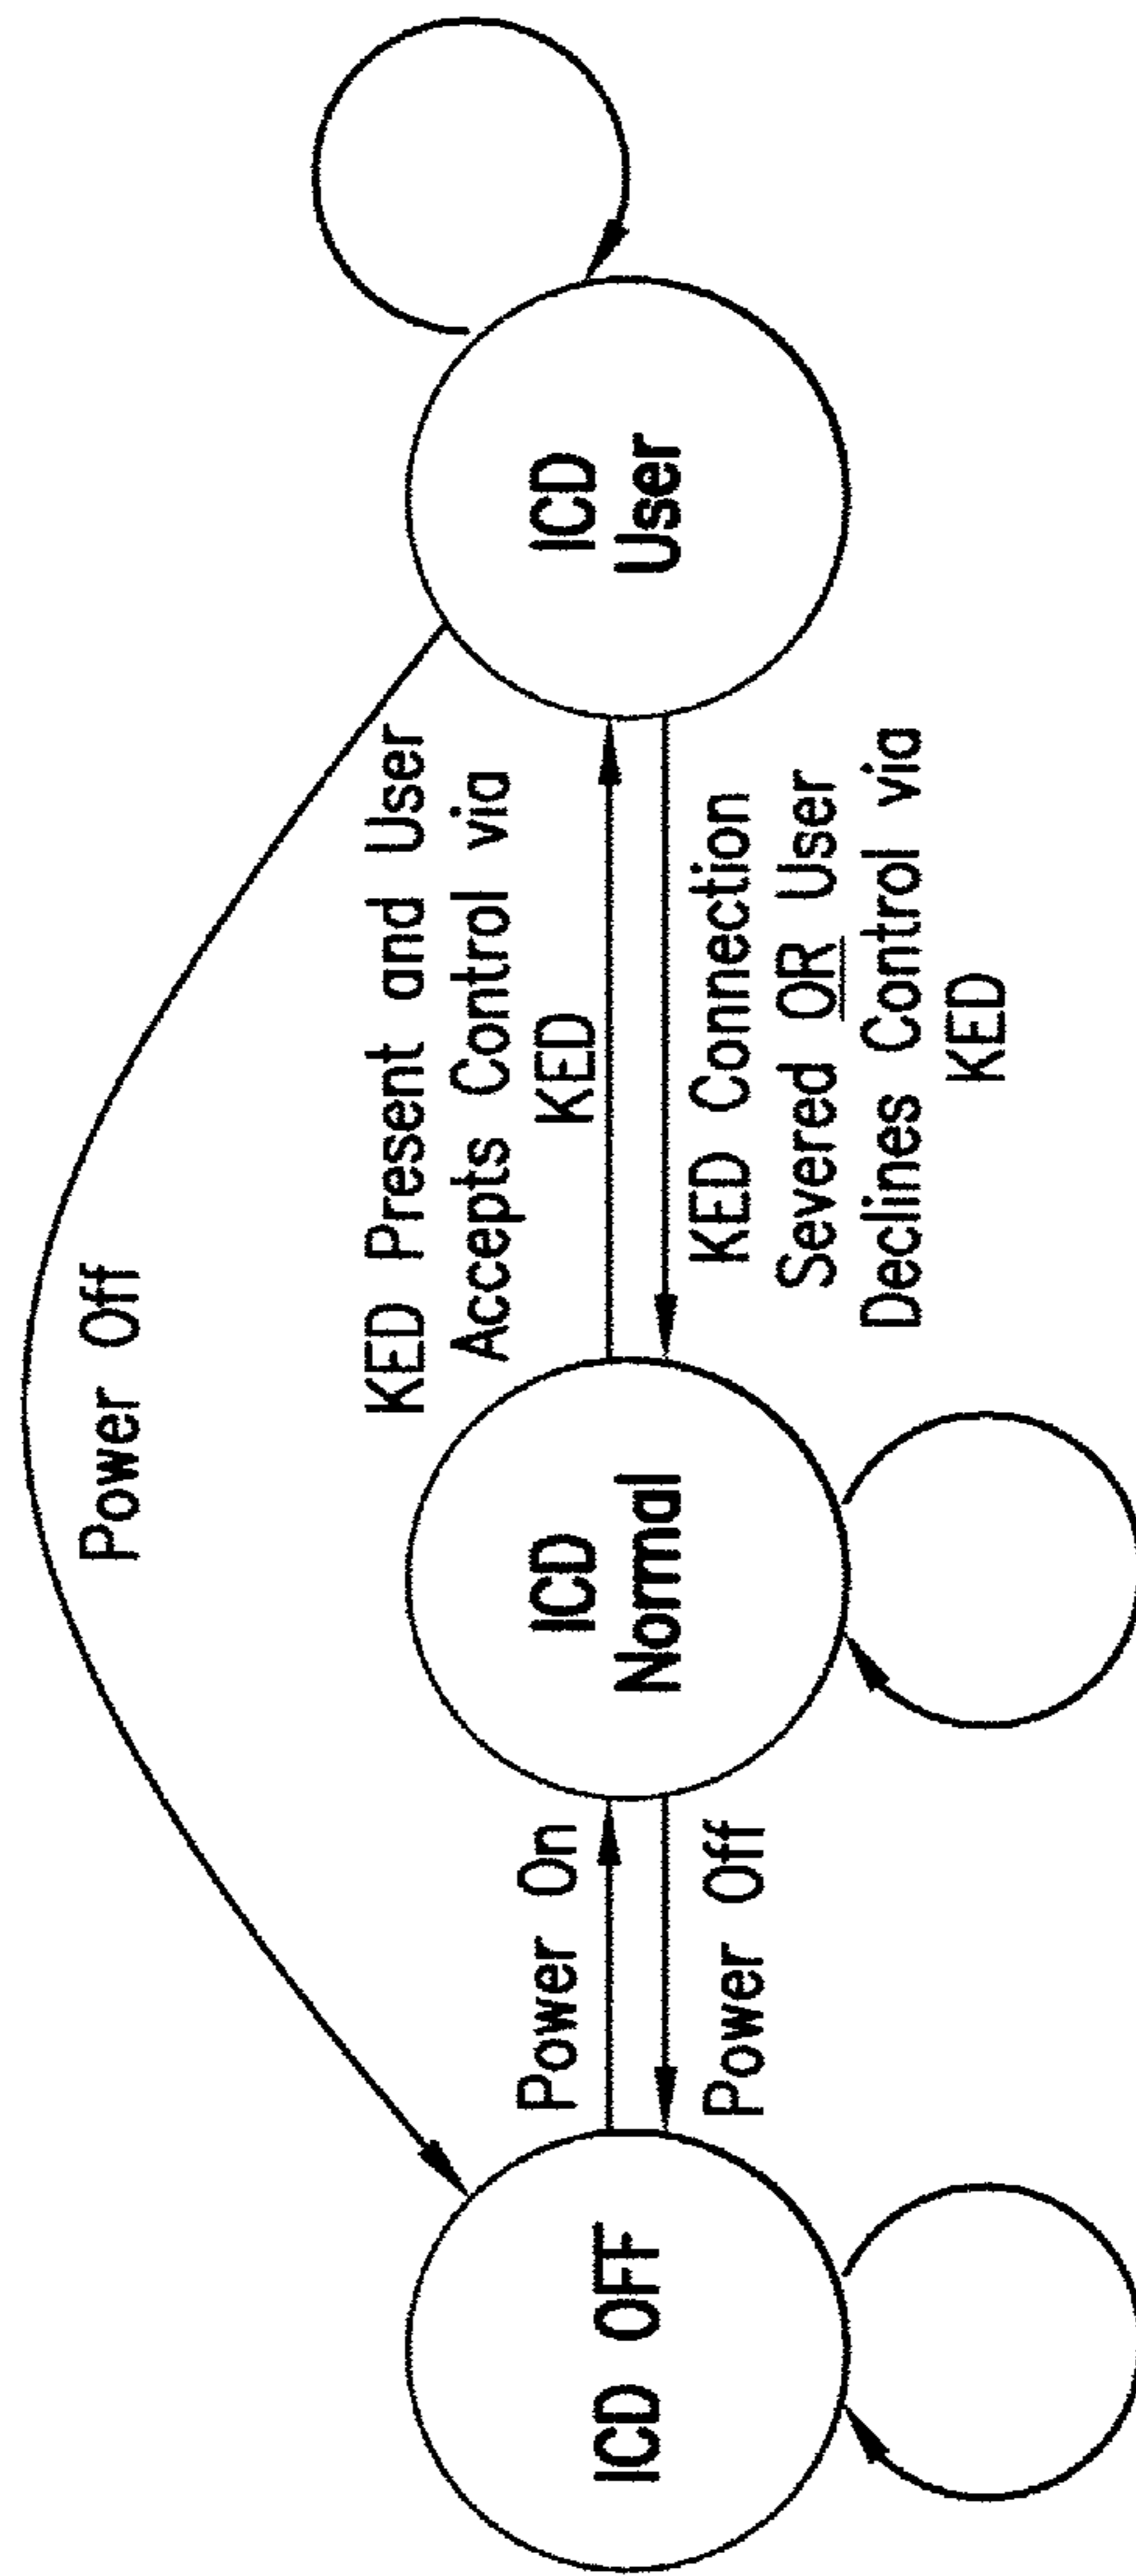 Power Off
KED Present and User
Accepts Control via
KED
Power On
ICD OFF
ICD
Normal
ICD
User
Power Off
KED Connection
Severed OR User
Declines Control via
KED